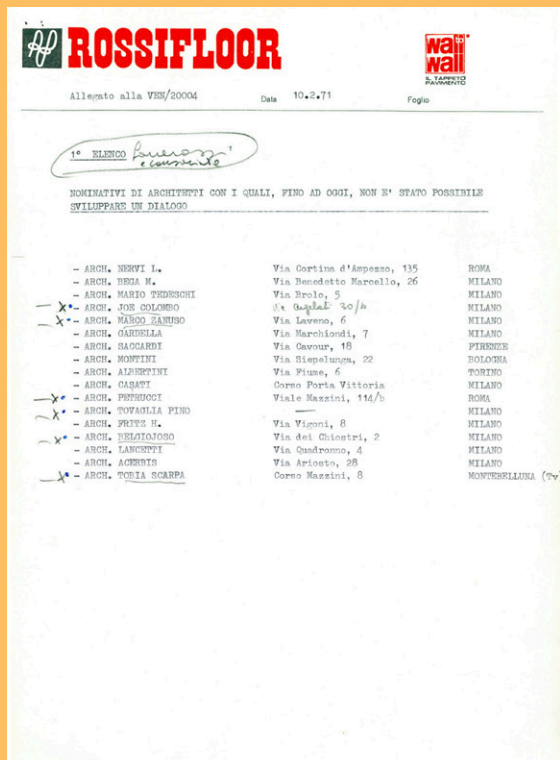 ROSSIFLOOR
wall to wall
IL TAPPETO
PAVIMENTO
Allegato alla VEN/20004 Data 10.2.71 Foglio
1° ELENCO
NOMINATIVI DI ARCHITETTI CON I QUALI, FINO AD OGGI, NON E' STATO POSSIBILE
SVILUPPARE UN DIALOGO
- ARCH. NERVI L. Via Cortina d'Ampezzo, 135 ROMA
- ARCH. BEGA M. Via Benedetto Marcello, 26 MILANO
- ARCH. MARIO TEDESCHI Via Brolo, 5 MILANO
X - ARCH. JOE COLOMBO 30/b MILANO
X - ARCH. MARCO ZANUSO Via Laveno, 6 MILANO
- ARCH. GARDELLA Via Marchiondi, 7 MILANO
- ARCH. SACCARDI Via Cavour, 18 FIRENZE
- ARCH. MONTINI Via Siepelunga, 22 BOLOGNA
- ARCH. ALBERTINI Via Fiume, 6 TORINO
- ARCH. CASATI Corso Porta Vittoria MILANO
X - ARCH. PETRUCCI Viale Mazzini, 114/b ROMA
X - ARCH. TOVAGLIA PINO — MILANO
- ARCH. FRITZ H. Via Vigoni, 8 MILANO
X - ARCH. BELGIOJOSO Via dei Chiostri, 2 MILANO
- ARCH. LANCETTI Via Quadronno, 4 MILANO
- ARCH. ACERBIS Via Ariosto, 28 MILANO
X - ARCH. TOBIA SCARPA Corso Mazzini, 8 MONTEBELLUNA (Tv)